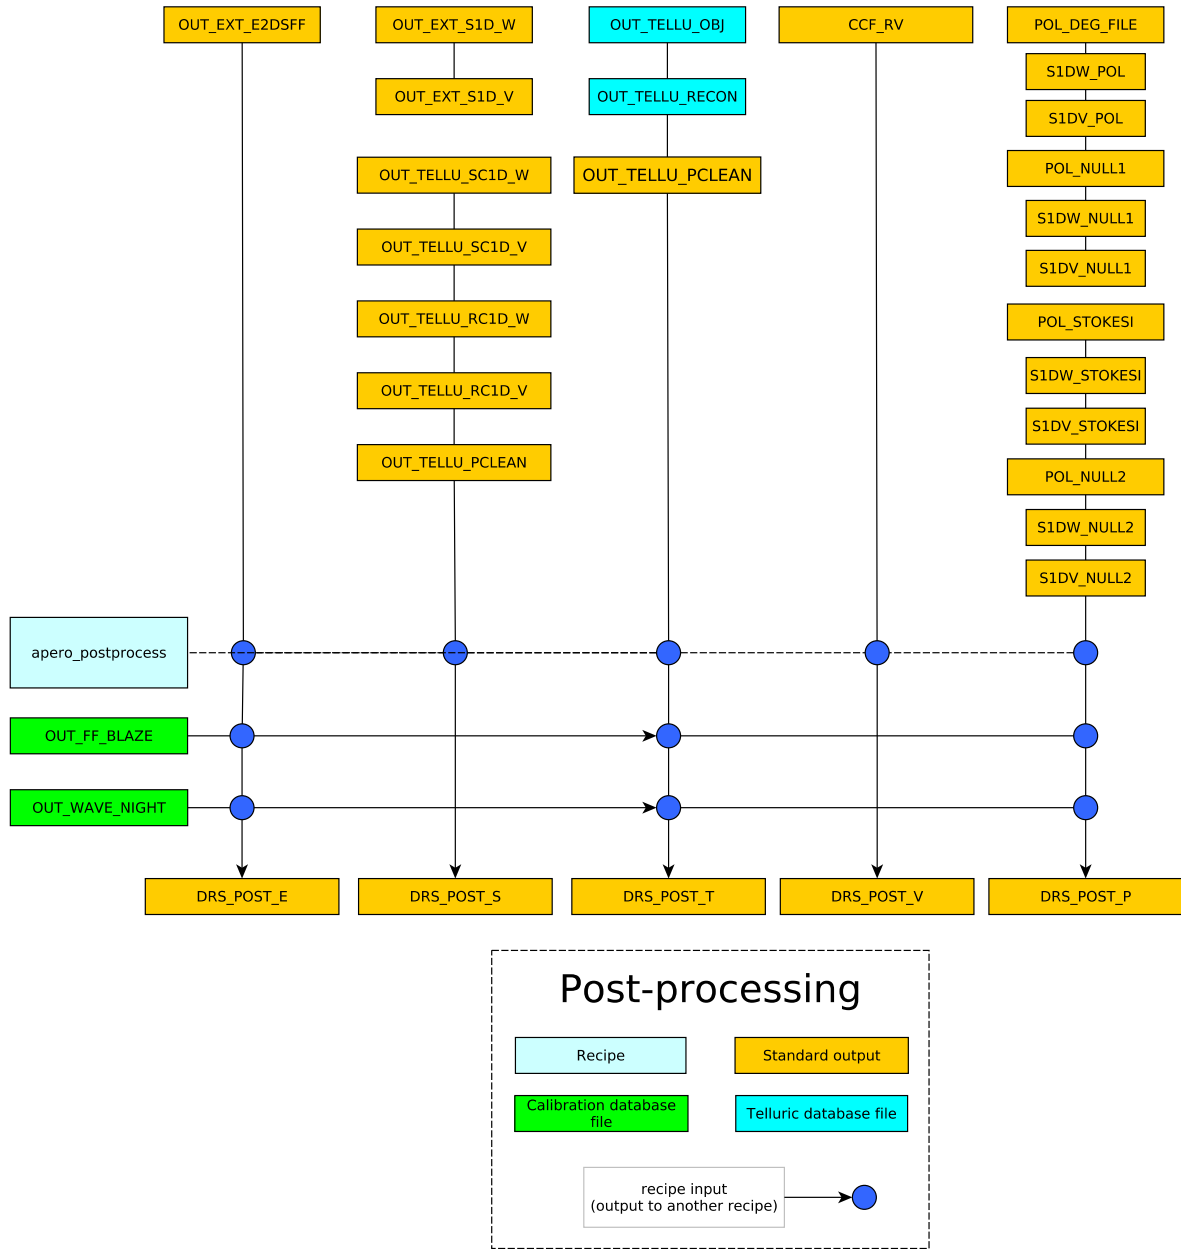 OUT_EXT_E2DSFF
OUT_EXT_S1D_W
OUT_TELLU_OBJ
CCF_RV
POL_DEG_FILE
S1DW_POL
OUT_EXT_S1D_V
OUT_TELLU_RECON
S1DV_POL
POL_NULL1
OUT_TELLU_SC1D_W
OUT_TELLU_PCLEAN
S1DW_NULL1
OUT_TELLU_SC1D_V
S1DV_NULL1
OUT_TELLU_RC1D_W
POL_STOKESI
S1DW_STOKESI
OUT_TELLU_RC1D_V
S1DV_STOKESI
OUT_TELLU_PCLEAN
POL_NULL2
S1DW_NULL2
S1DV_NULL2
apero_postprocess
OUT_FF_BLAZE
OUT_WAVE_NIGHT
DRS_POST_E
DRS_POST_S
DRS_POST_T
DRS_POST_V
DRS_POST_P
Post-processing
Recipe
Standard output
Calibration database
file
Telluric database file
recipe input
(output to another recipe)